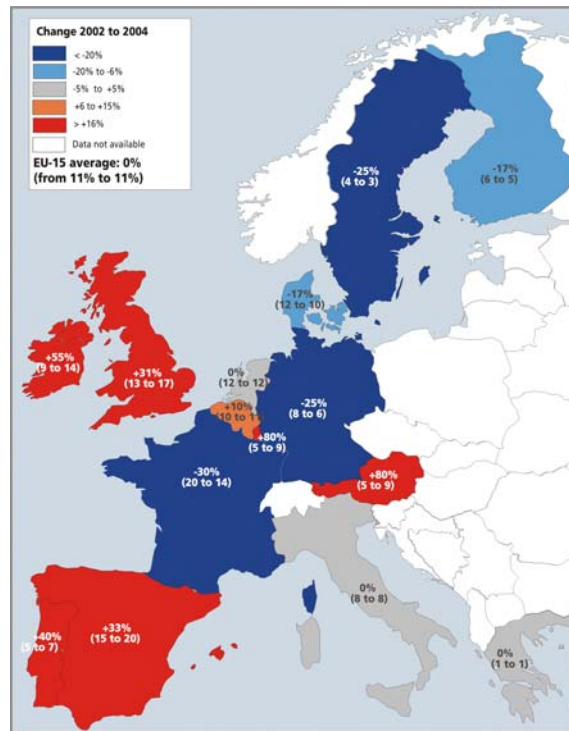 Change 2002 to 2004
< -20%
-20% to -6%
-5% to +5%
+6 to +15%
> +16%
Data not available
EU-15 average: 0%
(from 11% to 11%)
-25%
(4 to 3)
-17%
(6 to 5)
-17%
(12 to 10)
+55%
(9 to 14)
+31%
(13 to 17)
0%
(12 to 12)
+10%
(10 to 11
-25%
(8 to 6)
+80%
(5 to 9)
-30%
(20 to 14)
+80%
(5 to 9)
0%
(8 to 8)
+40%
(5 to 7)
+33%
(15 to 20)
0%
(1 to 1)